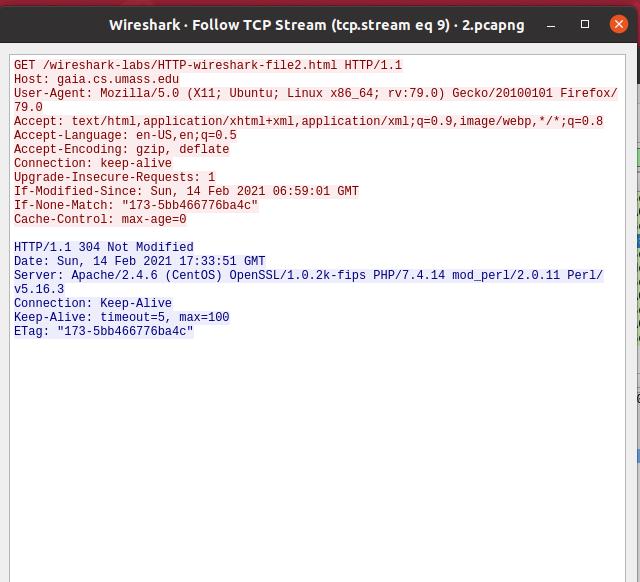 Wireshark · Follow TCP Stream (tcp.stream eq 9) · 2.pcapng
GET /wireshark-labs/HTTP-wireshark-file2.html HTTP/1.1
Host: gaia.cs.umass.edu
User-Agent: Mozilla/5.0 (X11; Ubuntu; Linux x86_64; rv:79.0) Gecko/20100101 Firefox/
79.0
Accept: text/html,application/xhtml+xml,application/xml;q=0.9,image/webp,*/*;q=0.8
Accept-Language: en-US,en;q=0.5
Accept-Encoding: gzip, deflate
Connection: keep-alive
Upgrade-Insecure-Requests: 1
If-Modified-Since: Sun, 14 Feb 2021 06:59:01 GMT
If-None-Match: "173-5bb466776ba4c"
Cache-Control: max-age=0
HTTP/1.1 304 Not Modified
Date: Sun, 14 Feb 2021 17:33:51 GMT
Server: Apache/2.4.6 (CentOS) OpenSSL/1.0.2k-fips PHP/7.4.14 mod_perl/2.0.11 Perl/
v5.16.3
Connection: Keep-Alive
Keep-Alive: timeout=5, max=100
ETag: "173-5bb466776ba4c"